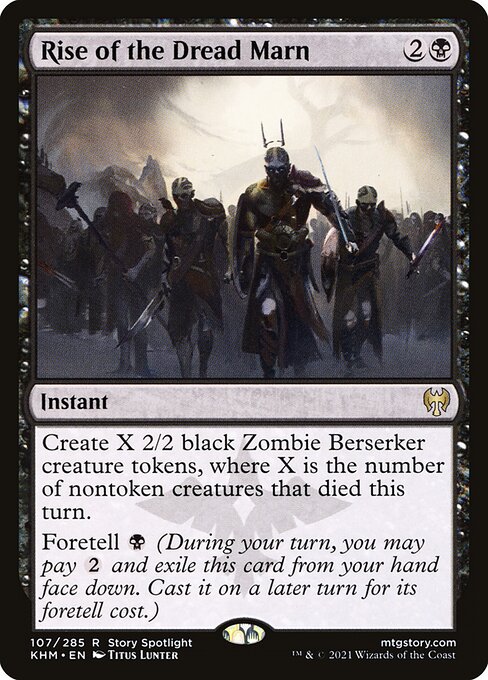 Rise of the Dread Marn 2
Instant
Create X 2/2 black Zombie Berserker
creature tokens, where X is the number
of nontoken creatures that died this
turn.
Foretell (During your turn, you may
pay 2 and exile this card from your hand
face down. Cast it on a later turn for its
foretell cost.)
107/285 R Story Spotlight mtgstory.com
KHM • EN Titus Lunter ™ & © 2021 Wizards of the Coast